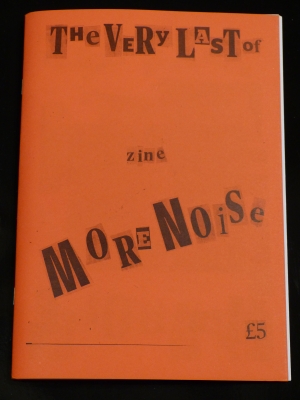 THe VeRy LAST of
zine
MORE NOiSe
£5